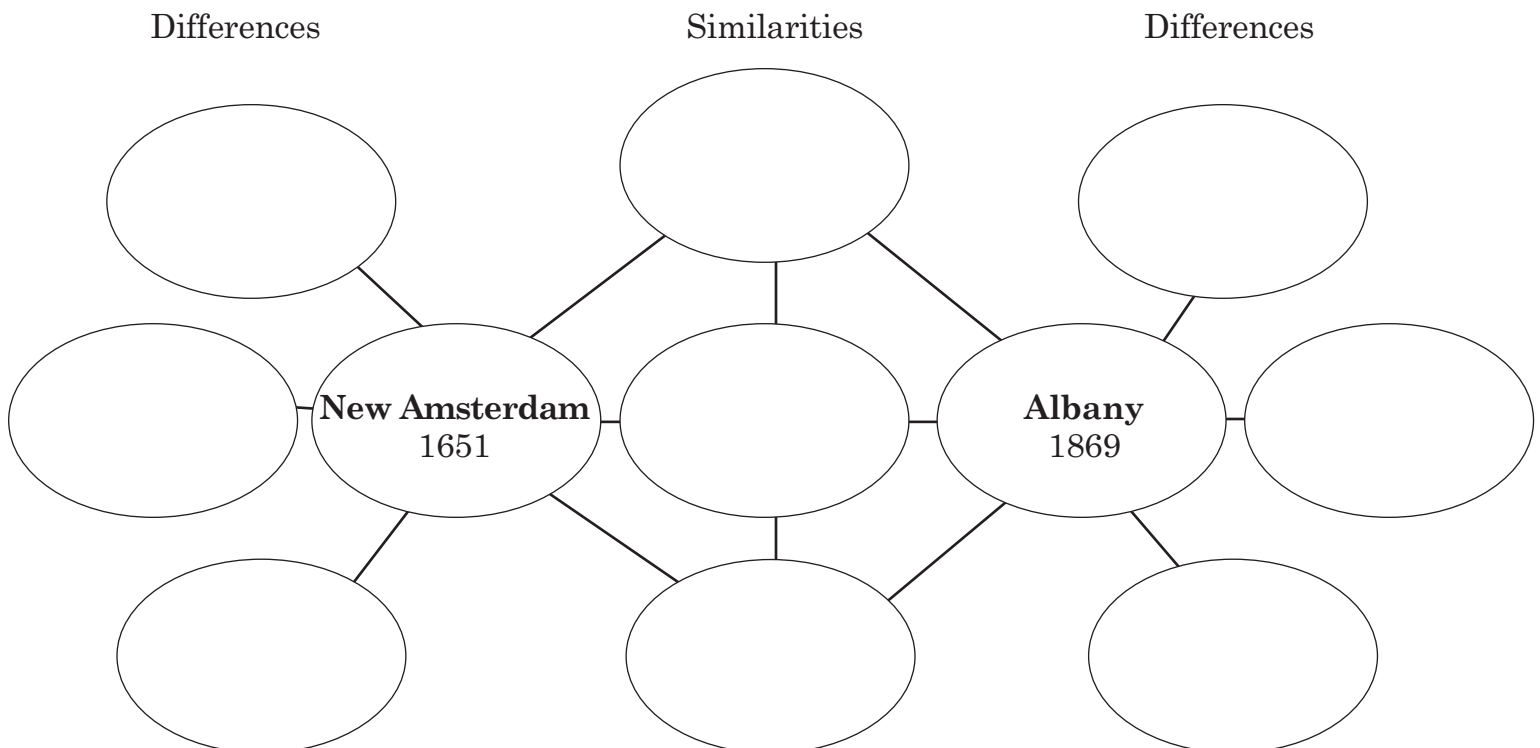 Differences
Similarities
Differences
New Amsterdam
1651
Albany
1869